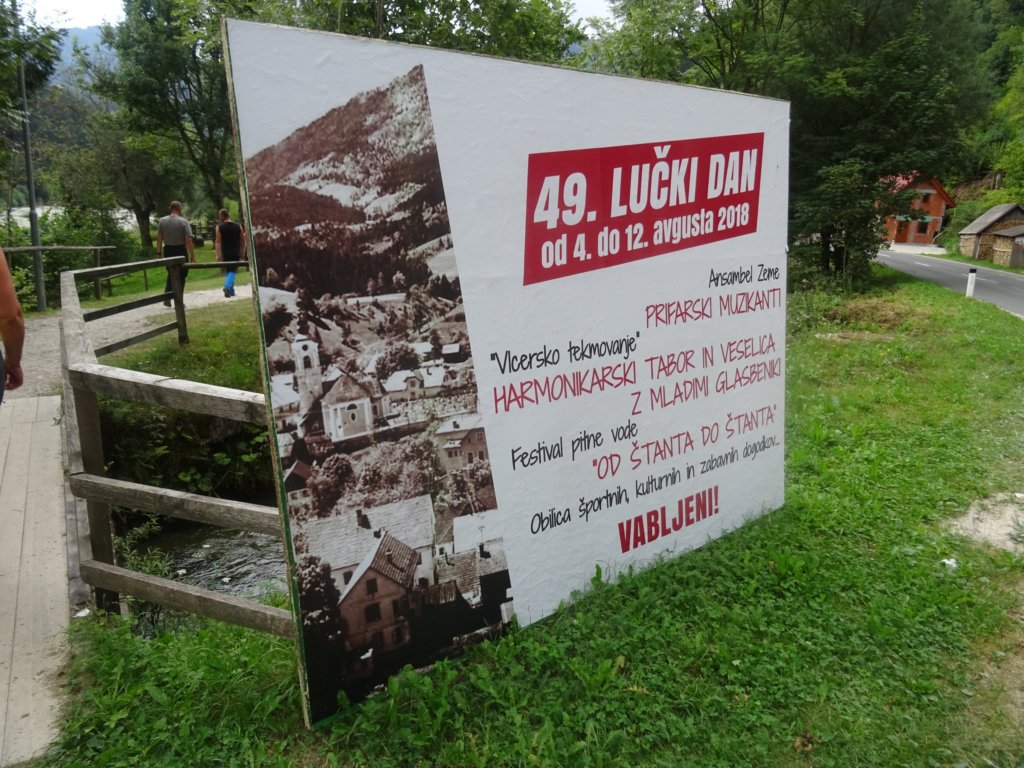 49. LUČKI DAN
od 4. do 12. avgusta 2018
Ansambel Zeme
PRIFARSKI MUZIKANTI
"Vlcersko tekmovanje"
HARMONIKARSKI TABOR IN VESELICA
Z MLADIMI GLASBENIKI
Festival pitne vode
"OD ŠTANTA DO ŠTANTA"
Obilica športnih, kulturnih in zabavnih dogodkov...
VABLJENI!